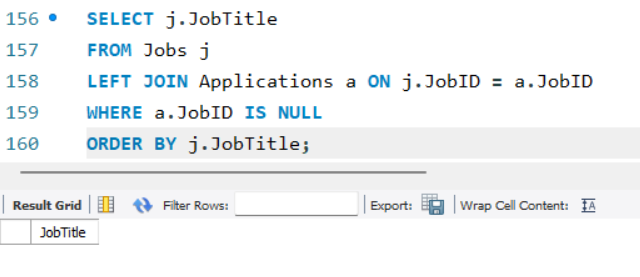 156 SELECT j.JobTitle
157 FROM Jobs j
158 LEFT JOIN Applications a ON j.JobID = a.JobID
159 WHERE a.JobID IS NULL
160 ORDER BY j.JobTitle;
Result Grid Filter Rows: Export: Wrap Cell Content: IA
JobTitle